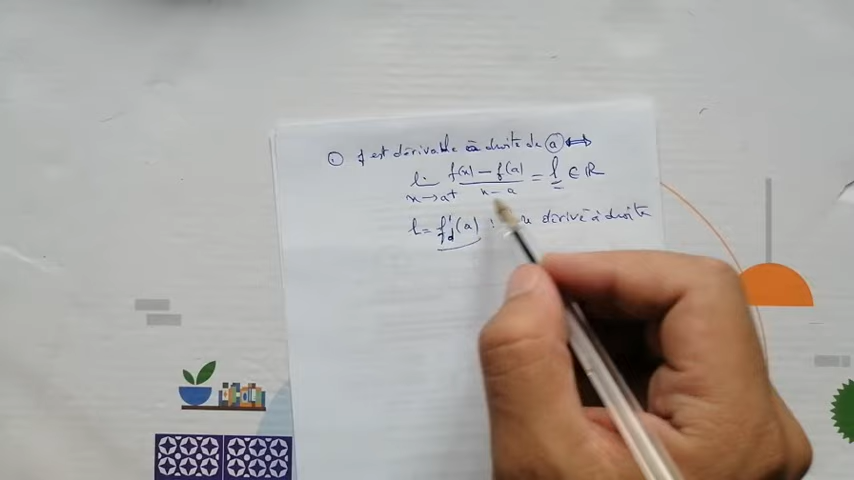 ① f est dérivable à droite de a ⟺
lim x→a⁺ f(x) - f(a) / x - a = l ∈ ℝ
l = f'd(a) : dérivé à droite